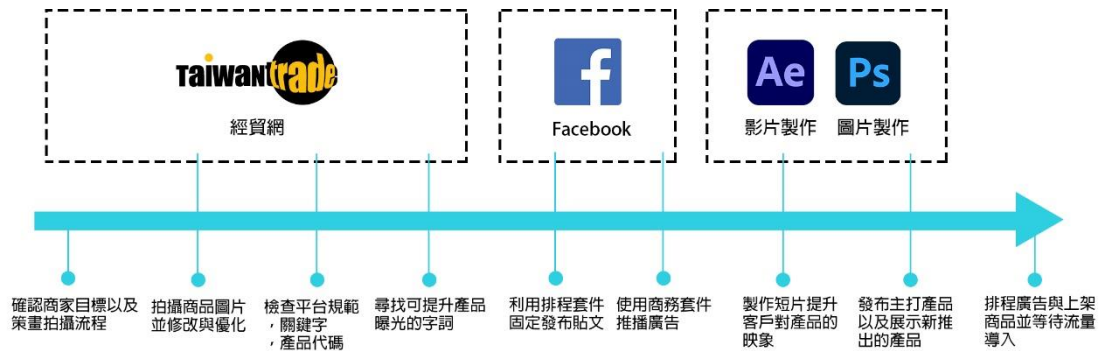 Taiwantrade
經貿網
Facebook
Ae
Ps
影片製作
圖片製作
確認商家目標以及
策畫拍攝流程
拍攝商品圖片
並修改與優化
檢查平台規範
，關鍵字
，產品代碼
尋找可提升產品
曝光的字詞
利用排程套件
固定發布貼文
使用商務套件
推播廣告
製作短片提升
客戶對產品的
映象
發布主打產品
以及展示新推
出的產品
排程廣告與上架
商品並等待流量
導入